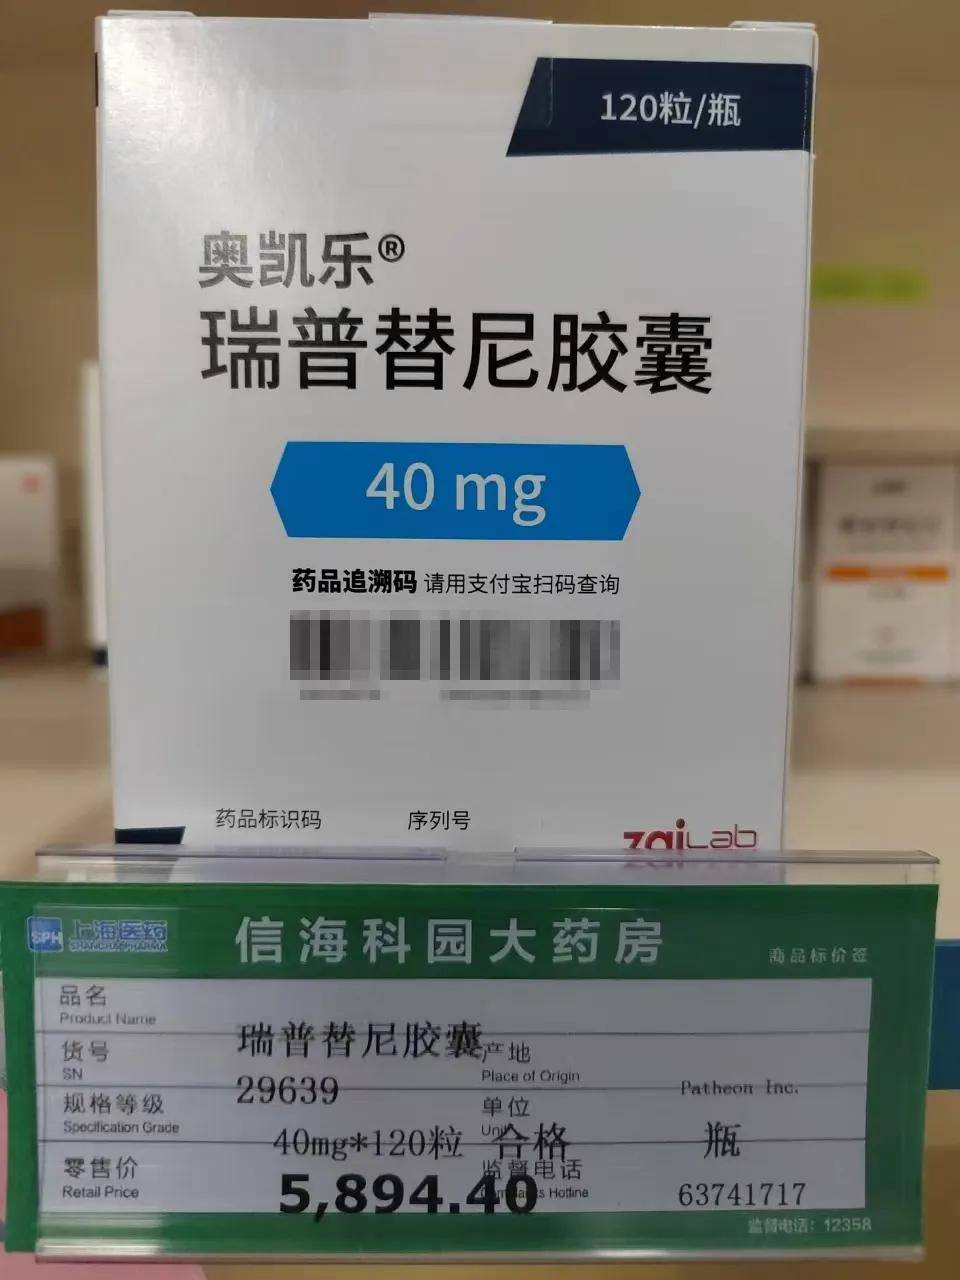 120粒/瓶
奥凯乐®
瑞普替尼胶囊
40 mg
药品追溯码 请用支付宝扫码查询
药品标识码 序列号
zaiLab
SPH 上海医药
SHANGHAI PHARMA
信海科园大药房
商品标价签
品名
Product Name
瑞普替尼胶囊
货号
SN
29639
产地
Place of Origin
Patheon Inc.
规格等级
Specification Grade
40mg*120粒 合格
单位
Unit
瓶
零售价
Retail Price
5,894.40
监督电话
Hotline
63741717
监督电话：12358